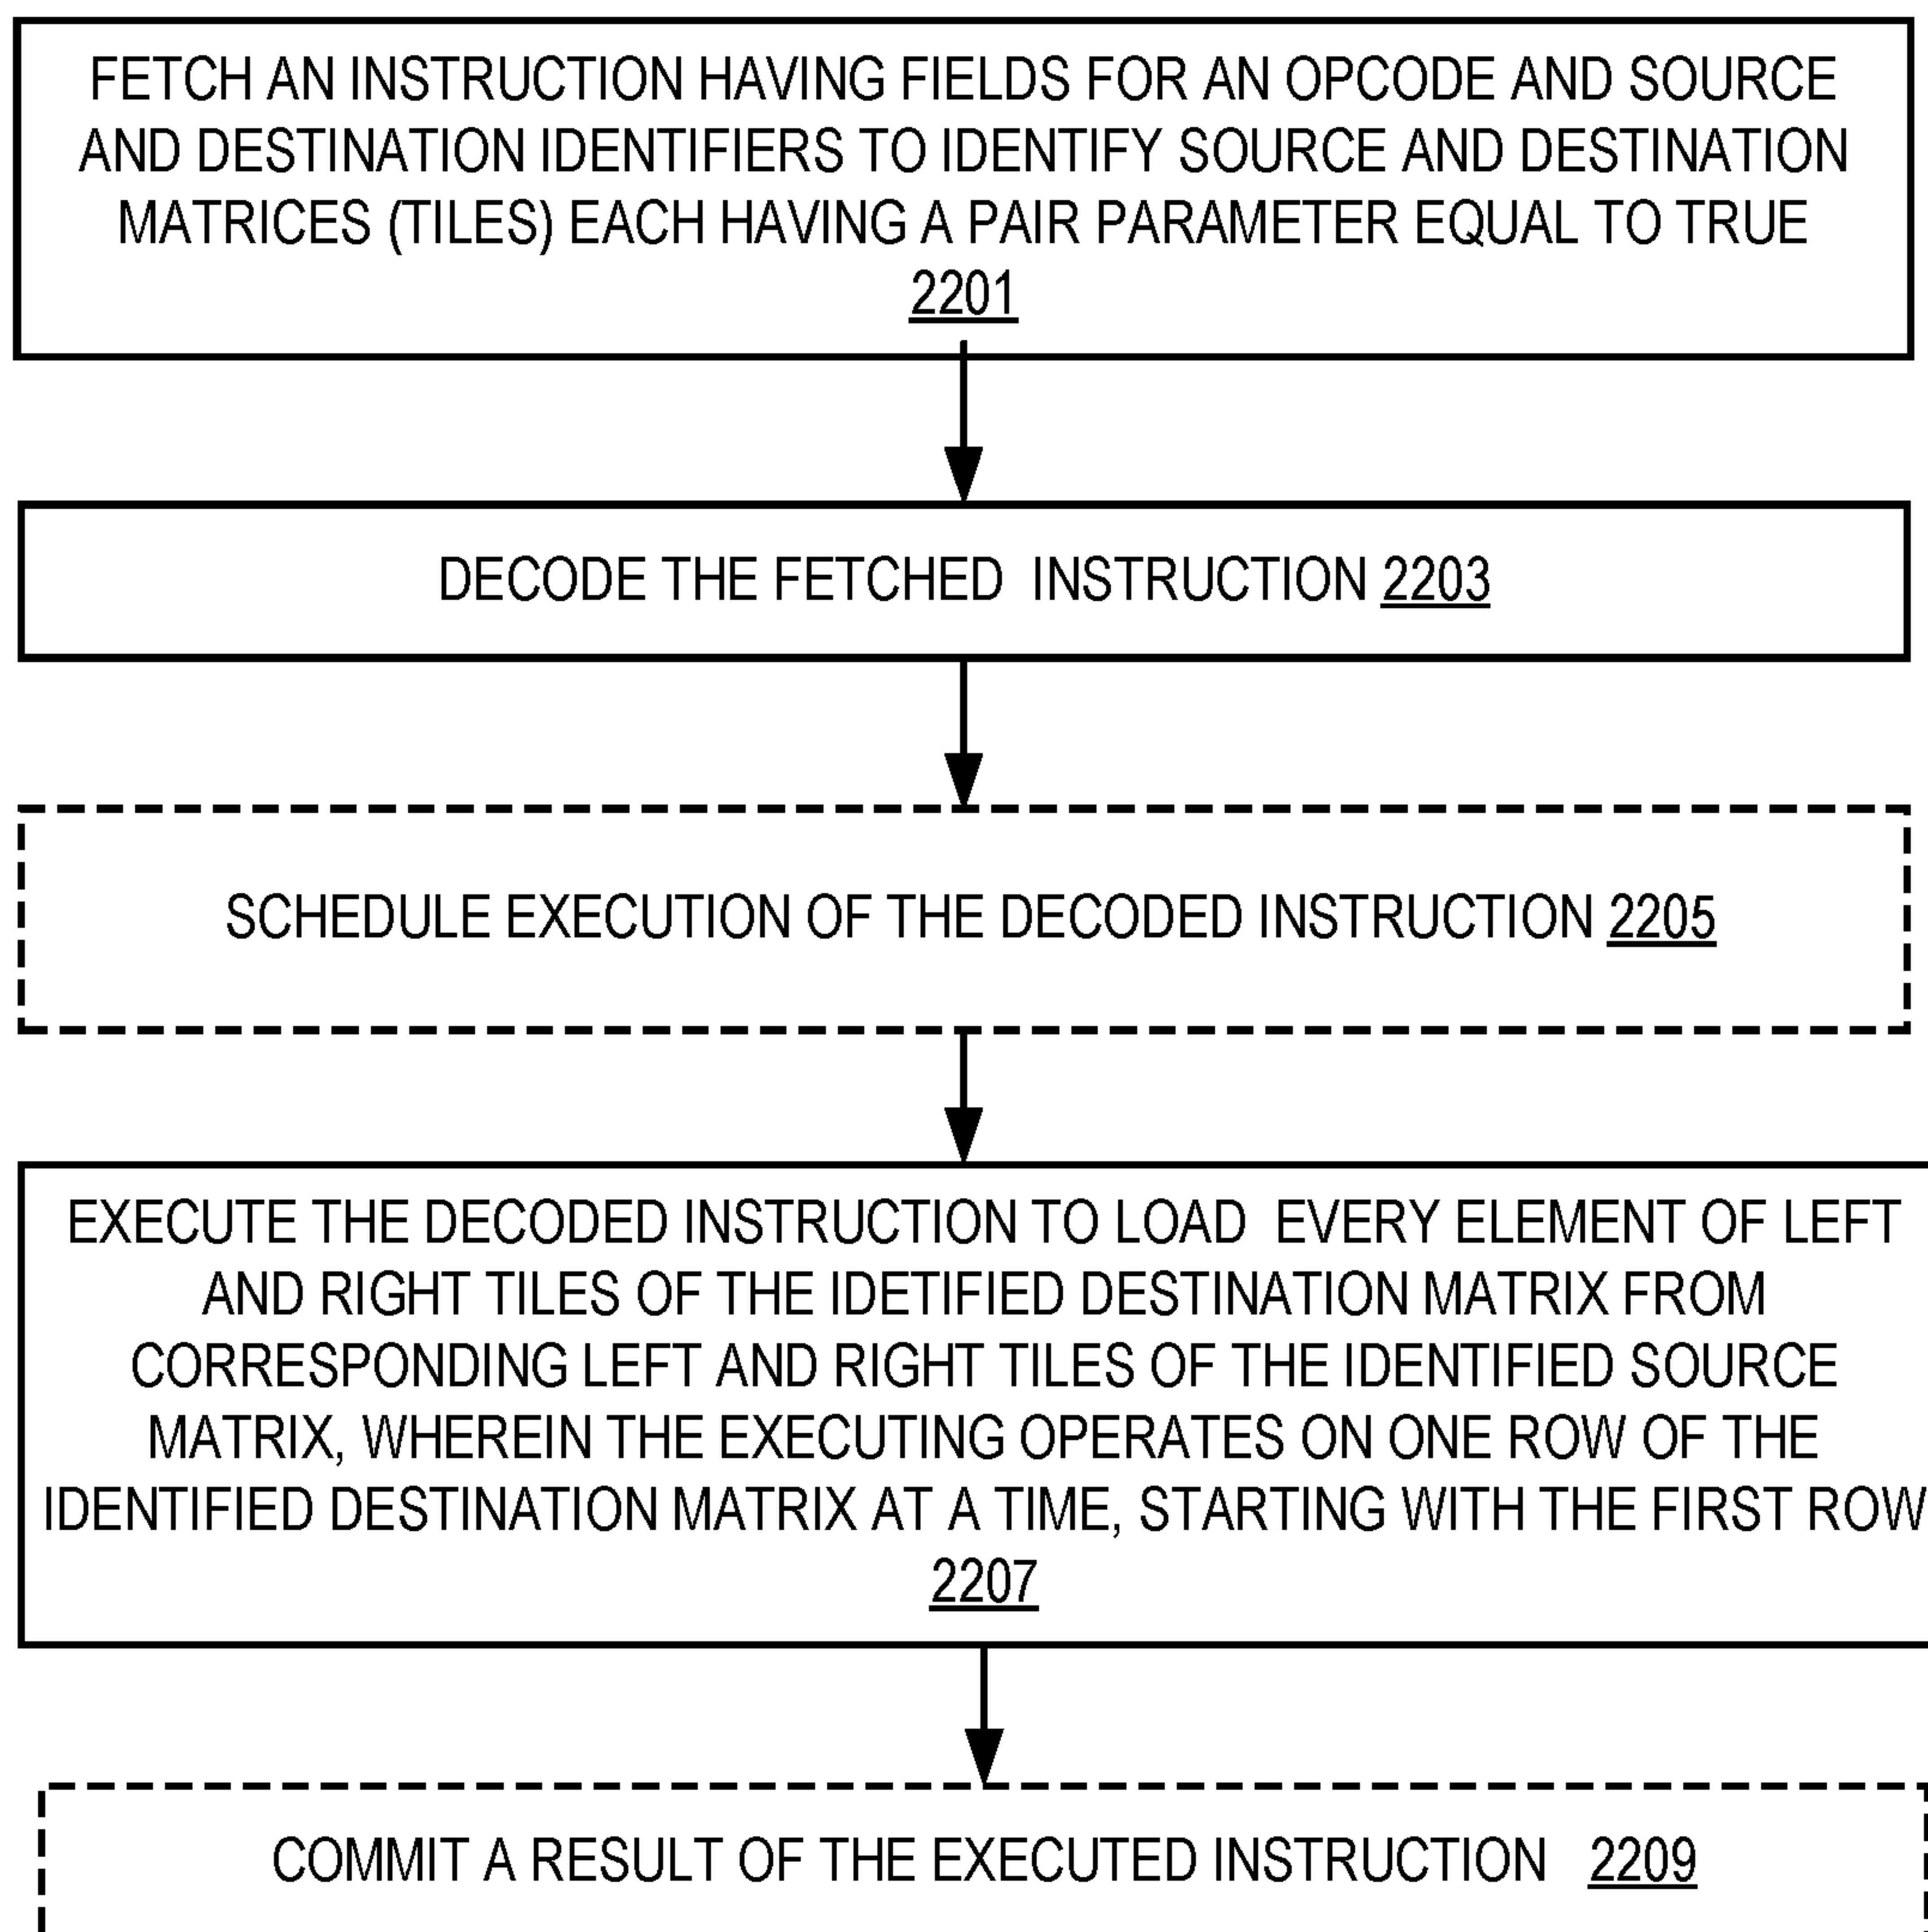 FETCH AN INSTRUCTION HAVING FIELDS FOR AN OPCODE AND SOURCE
AND DESTINATION IDENTIFIERS TO IDENTIFY SOURCE AND DESTINATION
MATRICES (TILES) EACH HAVING A PAIR PARAMETER EQUAL TO TRUE
2201
DECODE THE FETCHED INSTRUCTION 2203
SCHEDULE EXECUTION OF THE DECODED INSTRUCTION 2205
EXECUTE THE DECODED INSTRUCTION TO LOAD EVERY ELEMENT OF LEFT
AND RIGHT TILES OF THE IDETIFIED DESTINATION MATRIX FROM
CORRESPONDING LEFT AND RIGHT TILES OF THE IDENTIFIED SOURCE
MATRIX, WHEREIN THE EXECUTING OPERATES ON ONE ROW OF THE
IDENTIFIED DESTINATION MATRIX AT A TIME, STARTING WITH THE FIRST ROW
2207
COMMIT A RESULT OF THE EXECUTED INSTRUCTION 2209